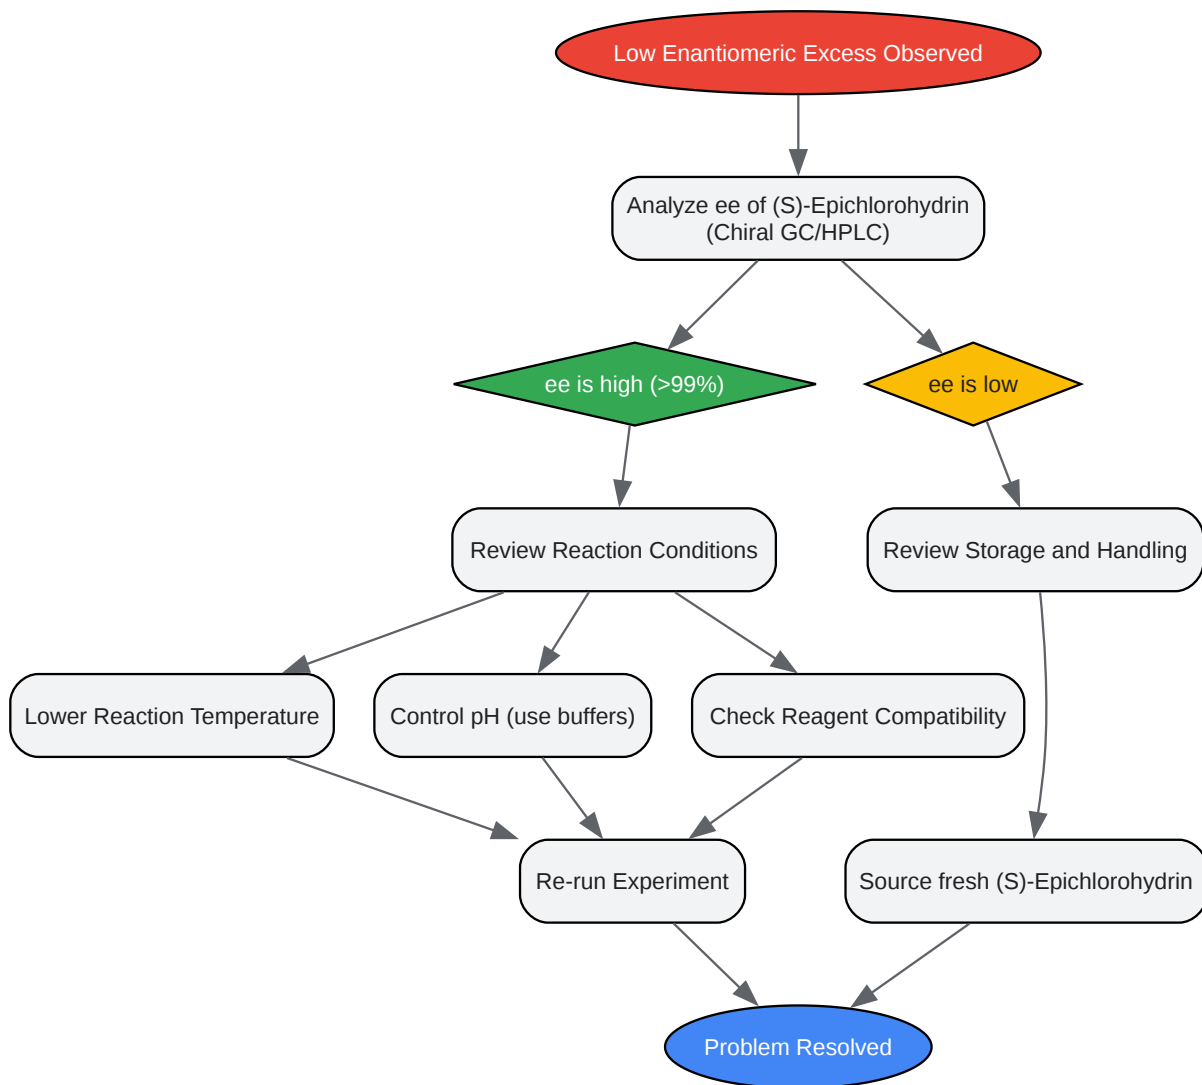 Low Enantiomeric Excess Observed
Analyze ee of (S)-Epichlorohydrin
(Chiral GC/HPLC)
ee is high (>99%)
ee is low
Review Reaction Conditions
Review Storage and Handling
Lower Reaction Temperature
Control pH (use buffers)
Check Reagent Compatibility
Re-run Experiment
Source fresh (S)-Epichlorohydrin
Problem Resolved